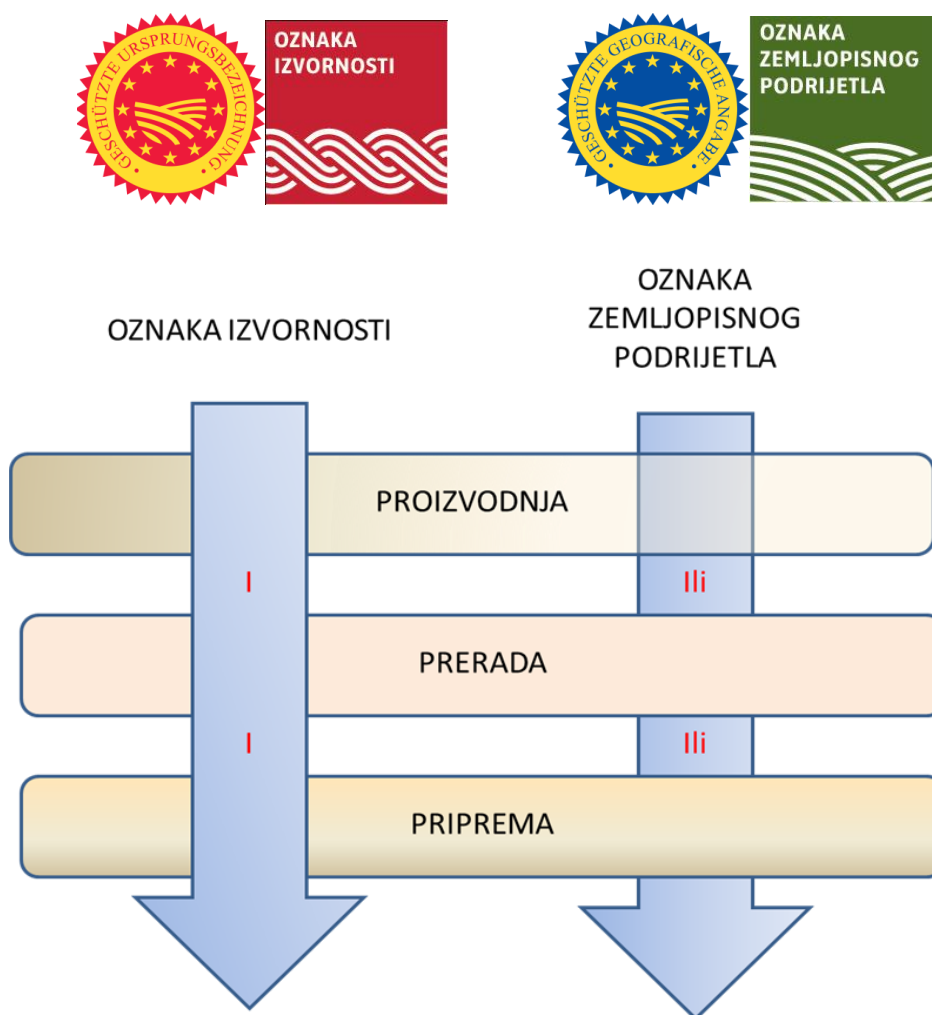 GESCHÜTZTE URSPRUNGSBEZEICHNUNG
OZNAKA
IZVORNOSTI
GESCHÜTZTE GEOGRAFISCHE ANGABE
OZNAKA
ZEMLJOPISNOG
PODRIJETLA
OZNAKA IZVORNOSTI
OZNAKA
ZEMLJOPISNOG
PODRIJETLA
PROIZVODNJA
I
Ili
PRERADA
I
Ili
PRIPREMA